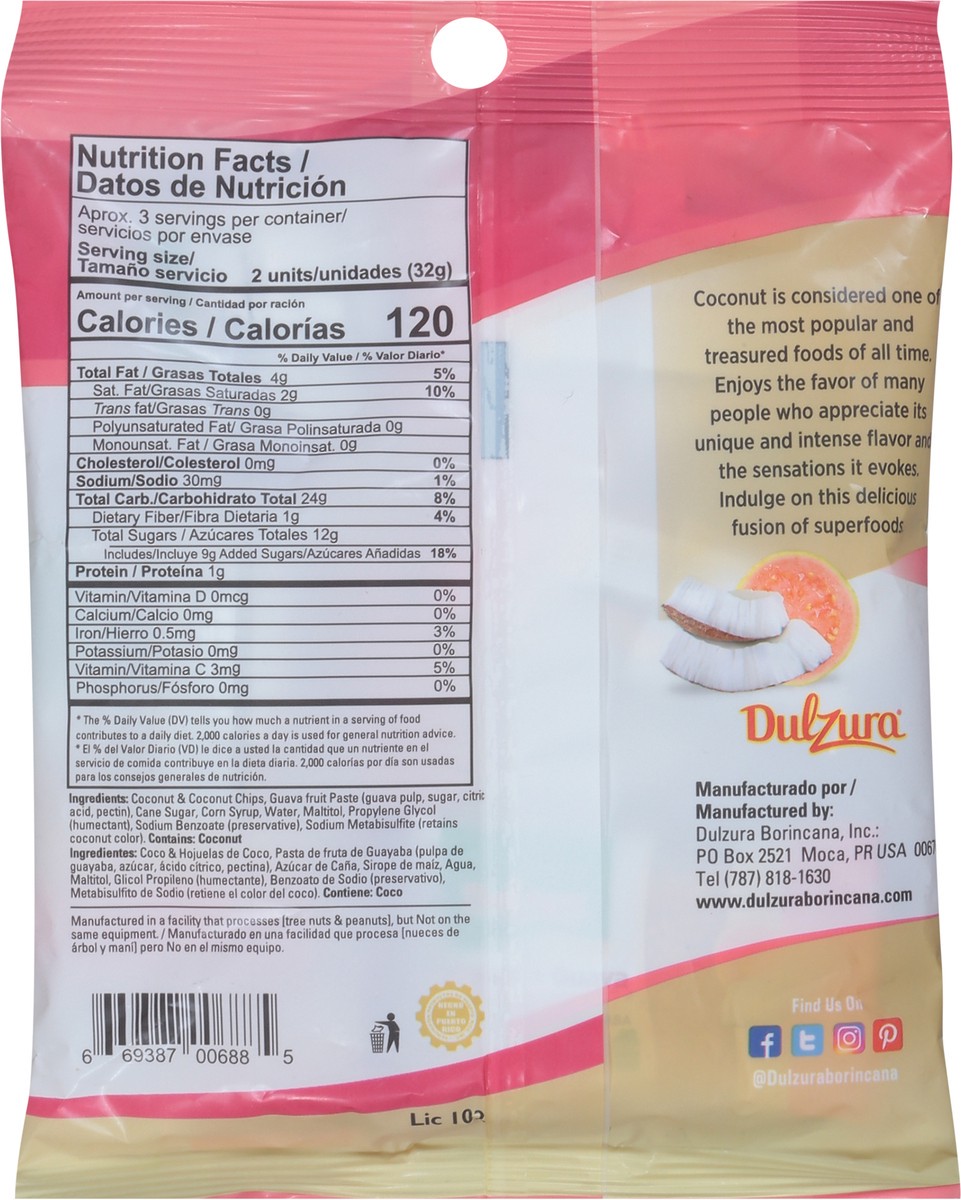 Nutrition Facts /
Datos de Nutrición
Aprox. 3 servings per container/
servicios por envase
Serving size/
Tamaño servicio 2 units/unidades (32g)
Amount per serving / Cantidad por ración
Calories / Calorías 120
% Daily Value / % Valor Diario*
Total Fat / Grasas Totales 4g 5%
Sat. Fat/Grasas Saturadas 2g 10%
Trans fat/Grasas Trans 0g
Polyunsaturated Fat/ Grasa Polinsaturada 0g
Monounsat. Fat / Grasa Monoinsat. 0g
Cholesterol/Colesterol 0mg 0%
Sodium/Sodio 30mg 1%
Total Carb./Carbohidrato Total 24g 8%
Dietary Fiber/Fibra Dietaria 1g 4%
Total Sugars / Azúcares Totales 12g
Includes/Incluye 9g Added Sugars/Azúcares Añadidas 18%
Protein / Proteína 1g
Vitamin/Vitamina D 0mcg 0%
Calcium/Calcio 0mg 0%
Iron/Hierro 0.5mg 3%
Potassium/Potasio 0mg 0%
Vitamin/Vitamina C 3mg 5%
Phosphorus/Fósforo 0mg 0%
* The % Daily Value (DV) tells you how much a nutrient in a serving of food
contributes to a daily diet. 2,000 calories a day is used for general nutrition advice.
* El % del Valor Diario (VD) le dice a usted la cantidad que un nutriente en el
servicio de comida contribuye en la dieta diaria. 2,000 calorías por día son usadas
para los consejos generales de nutrición.
Ingredients: Coconut & Coconut Chips, Guava fruit Paste (guava pulp, sugar, citric
acid, pectin), Cane Sugar, Corn Syrup, Water, Maltitol, Propylene Glycol
(humectant), Sodium Benzoate (preservative), Sodium Metabisulfite (retains
coconut color). Contains: Coconut
Ingredientes: Coco & Hojuelas de Coco, Pasta de fruta de Guayaba (pulpa de
guayaba, azúcar, ácido cítrico, pectina), Azúcar de Caña, Sirope de maíz, Agua,
Maltitol, Glicol Propileno (humectante), Benzoato de Sodio (preservativo),
Metabisulfito de Sodio (retiene el color del coco). Contiene: Coco
Manufactured in a facility that processes [tree nuts & peanuts], but Not on the
same equipment. / Manufacturado en una facilidad que procesa [nueces de
árbol y maní] pero No en el mismo equipo.
6 69387 00688 5
HECHO
EN
PUERTO
RICO
Lic 102
Coconut is considered one of
the most popular and
treasured foods of all time.
Enjoys the favor of many
people who appreciate its
unique and intense flavor and
the sensations it evokes.
Indulge on this delicious
fusion of superfoods
Dulzura
Manufacturado por /
Manufactured by:
Dulzura Borincana, Inc.:
PO Box 2521 Moca, PR USA 0067
Tel (787) 818-1630
www.dulzuraborincana.com
Find Us On
@Dulzuraborincana